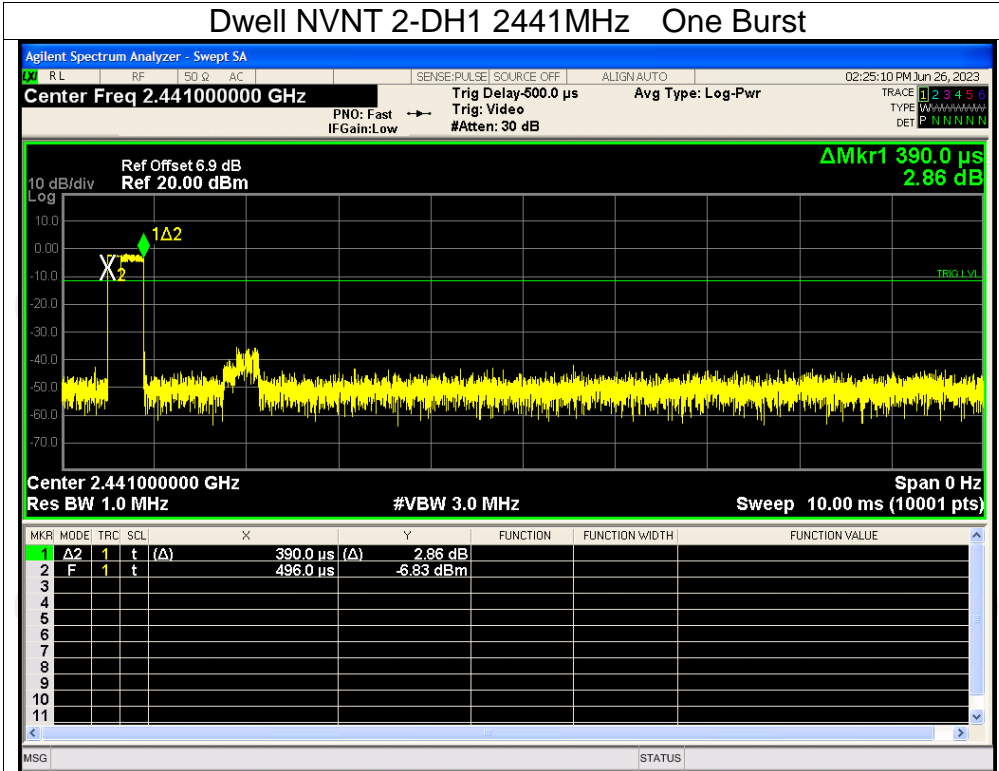 Dwell NVNT 2-DH1 2441MHz One Burst
Agilent Spectrum Analyzer - Swept SA
LXI RL RF 50 Ω AC SENSE:PULSE SOURCE OFF ALIGN AUTO 02:25:10 PM Jun 26, 2023
Center Freq 2.441000000 GHz Trig Delay-500.0 µs Avg Type: Log-Pwr TRACE 1 2 3 4 5 6
PNO: Fast Trig: Video TYPE WWWWWW
IFGain:Low #Atten: 30 dB DET P N N N N N
ΔMkr1 390.0 µs
2.86 dB
Ref Offset 6.9 dB
10 dB/div Ref 20.00 dBm
Log
10.0
1Δ2
0.00
X2
-10.0
TRIG LVL
-20.0
-30.0
-40.0
-50.0
-60.0
-70.0
Center 2.441000000 GHz Span 0 Hz
Res BW 1.0 MHz #VBW 3.0 MHz Sweep 10.00 ms (10001 pts)
MKR MODE TRC SCL X Y FUNCTION FUNCTION WIDTH FUNCTION VALUE
1 Δ2 1 t (Δ) 390.0 µs (Δ) 2.86 dB
2 F 1 t 496.0 µs -6.83 dBm
3
4
5
6
7
8
9
10
11
MSG STATUS